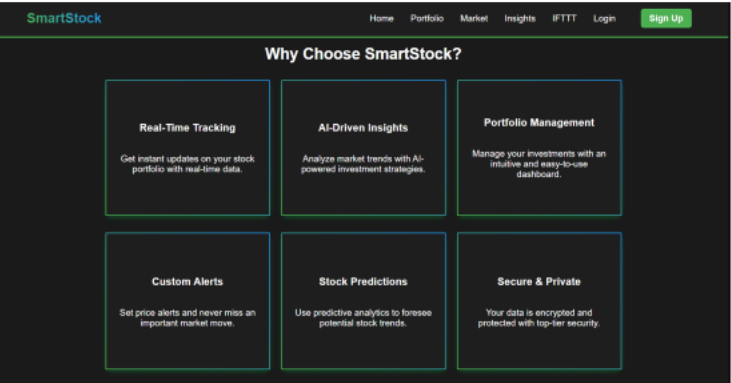 SmartStock
Home Portfolio Market Insights IFTTT Login Sign Up
Why Choose SmartStock?
Real-Time Tracking
Get instant updates on your stock
portfolio with real-time data.
AI-Driven Insights
Analyze market trends with AI-
powered investment strategies.
Portfolio Management
Manage your investments with an
intuitive and easy-to-use
dashboard.
Custom Alerts
Set price alerts and never miss an
important market move.
Stock Predictions
Use predictive analytics to foresee
potential stock trends.
Secure & Private
Your data is encrypted and
protected with top-tier security.